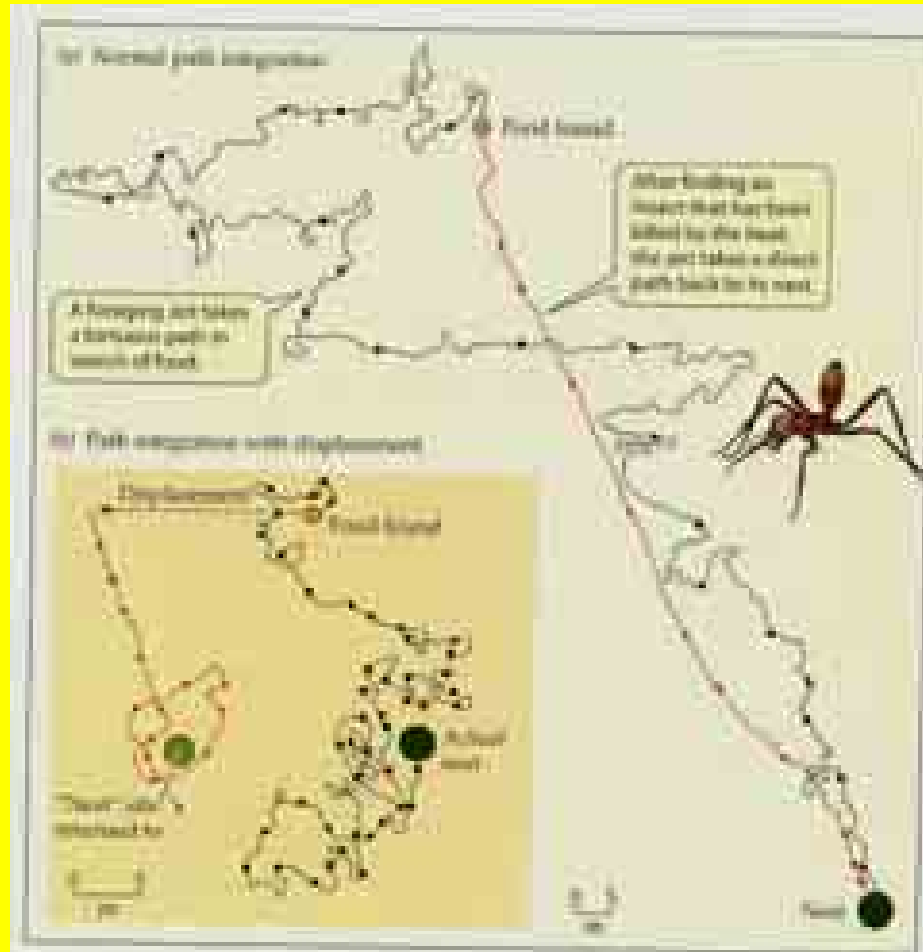 (a) Normal path integration
Food found
After finding an
insect that has been
killed by the heat,
the ant takes a direct
path back to its nest.
A foraging ant takes
a tortuous path in
search of food.
(b) Path integration with displacement
Displacement
Food found
Actual
nest
"Nest" site
returned to
Nest